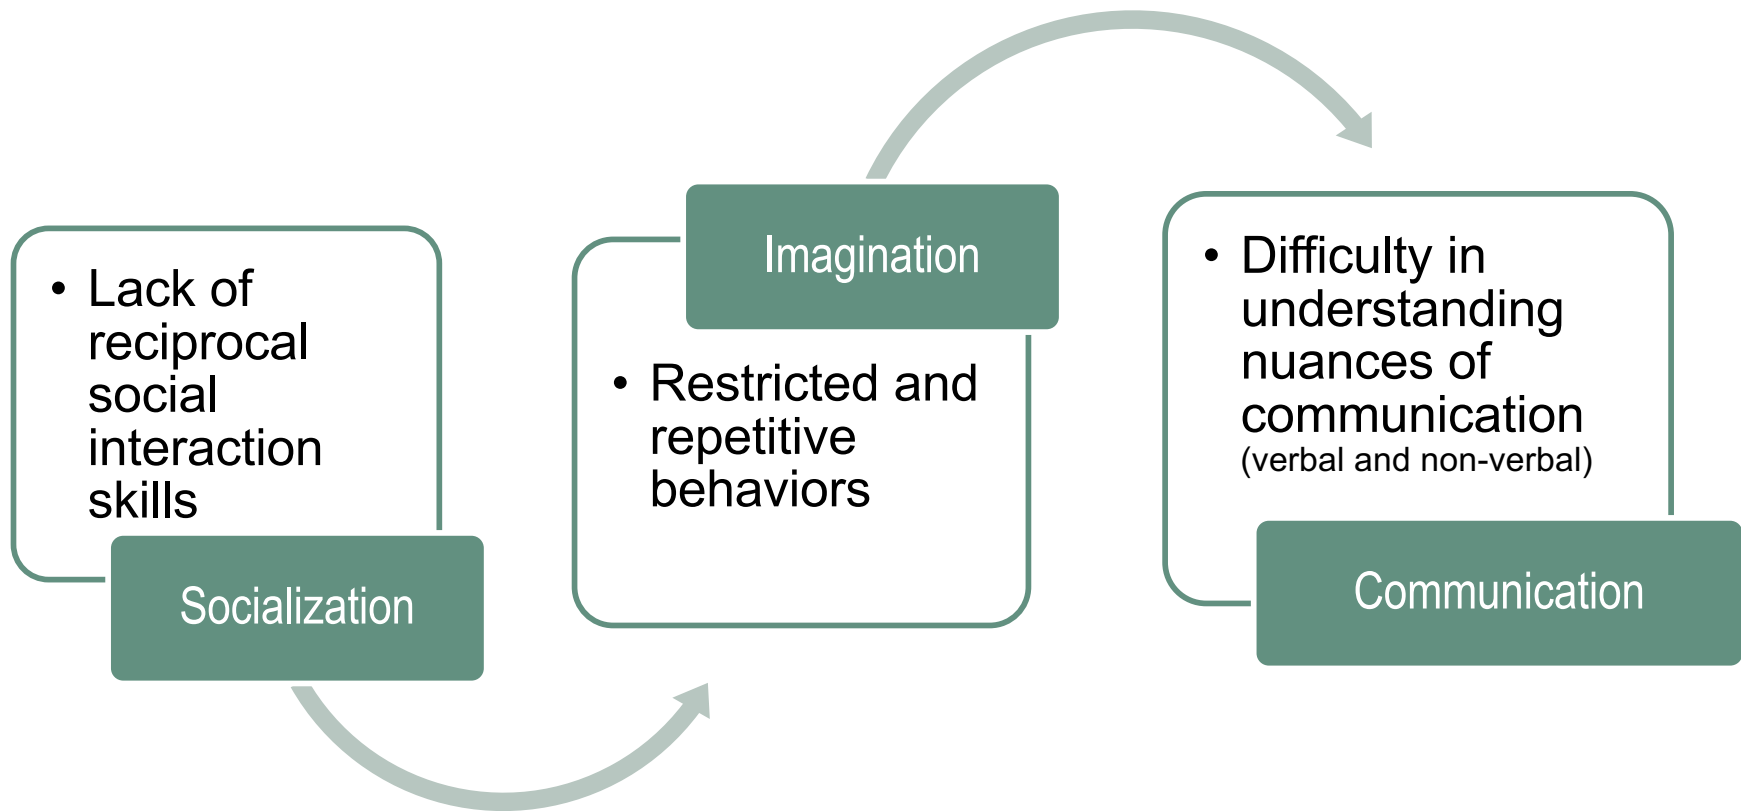 • Lack of
reciprocal
social
interaction
skills
Socialization
Imagination
• Restricted and
repetitive
behaviors
• Difficulty in
understanding
nuances of
communication
(verbal and non-verbal)
Communication